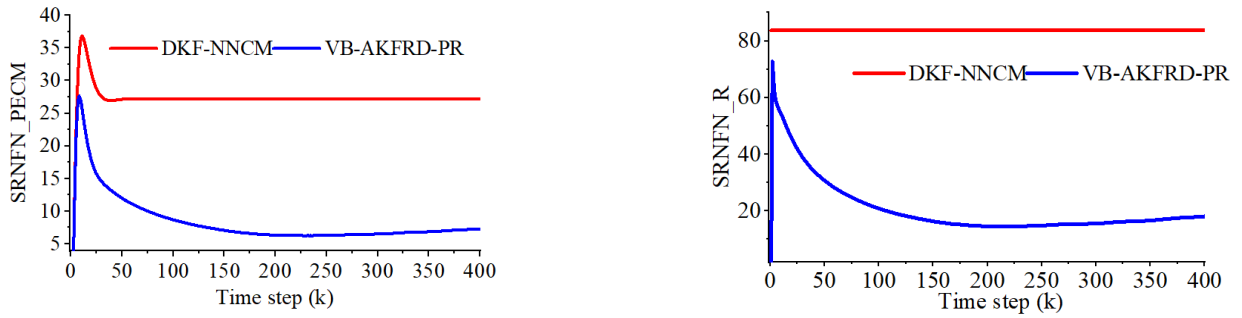 40
35
30
25
20
15
10
5
SRNFN_PECM
DKF-NNCM VB-AKFRD-PR
0 50 100 150 200 250 300 350 400
Time step (k)
80
60
40
20
SRNFN_R
DKF-NNCM VB-AKFRD-PR
0 50 100 150 200 250 300 350 400
Time step (k)